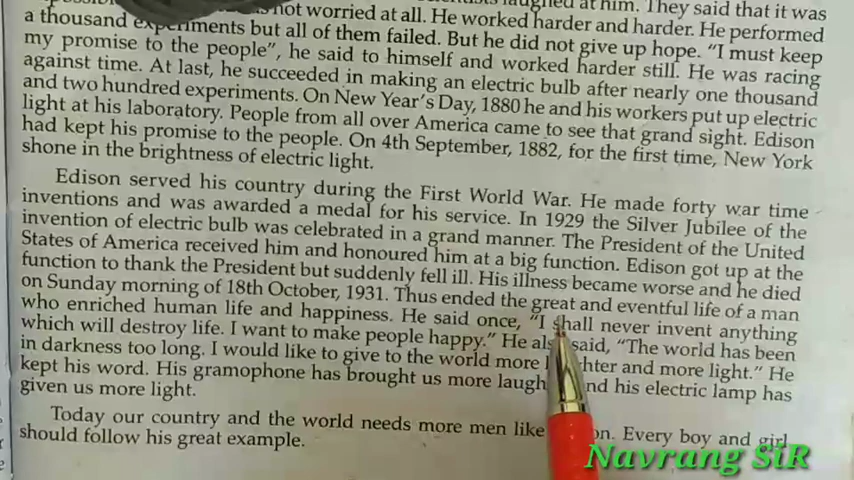 laughed at him. They said that it was
not worried at all. He worked harder and harder. He performed
a thousand experiments but all of them failed. But he did not give up hope. "I must keep
my promise to the people", he said to himself and worked harder still. He was racing
against time. At last, he succeeded in making an electric bulb after nearly one thousand
and two hundred experiments. On New Year's Day, 1880 he and his workers put up electric
light at his laboratory. People from all over America came to see that grand sight. Edison
had kept his promise to the people. On 4th September, 1882, for the first time, New York
shone in the brightness of electric light.
Edison served his country during the First World War. He made forty war time
inventions and was awarded a medal for his service. In 1929 the Silver Jubilee of the
invention of electric bulb was celebrated in a grand manner. The President of the United
States of America received him and honoured him at a big function. Edison got up at the
function to thank the President but suddenly fell ill. His illness became worse and he died
on Sunday morning of 18th October, 1931. Thus ended the great and eventful life of a man
who enriched human life and happiness. He said once, "I shall never invent anything
which will destroy life. I want to make people happy." He also said, "The world has been
in darkness too long. I would like to give to the world more and more light." He
kept his word. His gramophone has brought us more and his electric lamp has
given us more light.
Today our country and the world needs more men like Every boy and girl
should follow his great example.
Navrang SiR